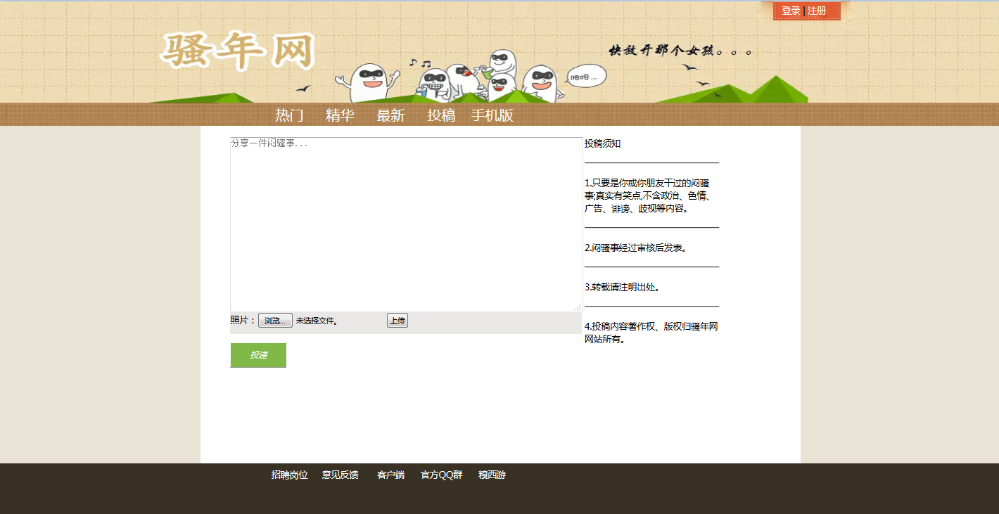 登录 | 注册
骚年网
快放开那个女孩。。。
哈哈...
热门 精华 最新 投稿 手机版
分享一件闷骚事...
投稿须知
1.只要是你或你朋友干过的闷骚
事;真实有笑点,不含政治、色情、
广告、诽谤、歧视等内容。
2.闷骚事经过审核后发表。
3.转载请注明出处。
4.投稿内容著作权、版权归骚年网
网站所有。
照片： 浏览... 未选择文件。 上传
投递
招聘岗位 意见反馈 客户端 官方QQ群 糗西游